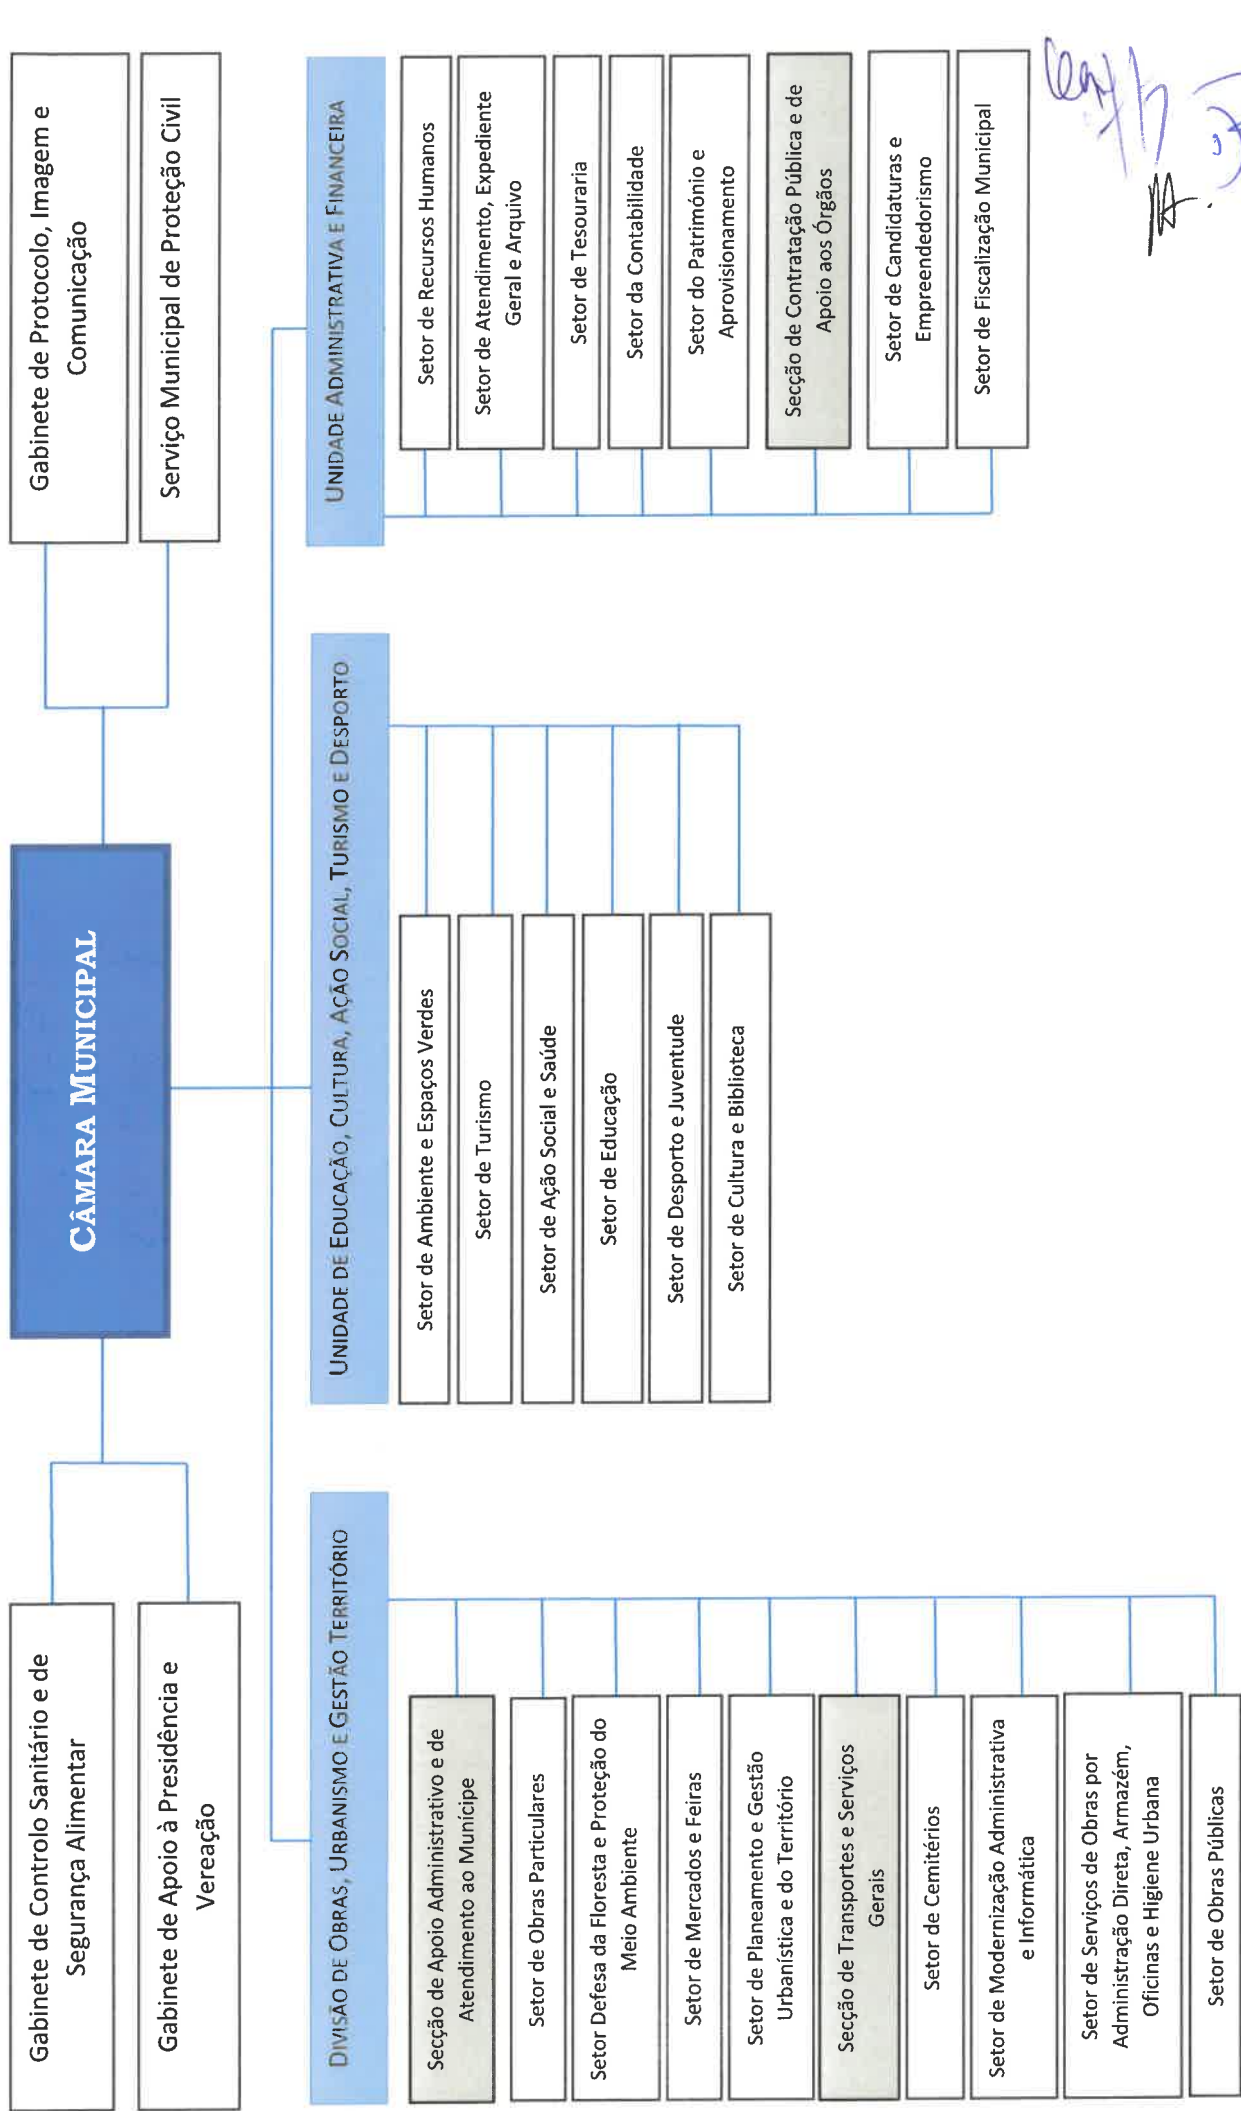 Gabinete de Controlo Sanitário e de
Segurança Alimentar
Gabinete de Apoio à Presidência e
Vereação
CÂMARA MUNICIPAL
Gabinete de Protocolo, Imagem e
Comunicação
Serviço Municipal de Proteção Civil
DIVISÃO DE OBRAS, URBANISMO E GESTÃO TERRITÓRIO
Secção de Apoio Administrativo e de
Atendimento ao Munícipe
Setor de Obras Particulares
Setor Defesa da Floresta e Proteção do
Meio Ambiente
Setor de Mercados e Feiras
Setor de Planeamento e Gestão
Urbanística e do Território
Secção de Transportes e Serviços
Gerais
Setor de Cemitérios
Setor de Modernização Administrativa
e Informática
Setor de Serviços de Obras por
Administração Direta, Armazém,
Oficinas e Higiene Urbana
Setor de Obras Públicas
UNIDADE DE EDUCAÇÃO, CULTURA, AÇÃO SOCIAL, TURISMO E DESPORTO
Setor de Ambiente e Espaços Verdes
Setor de Turismo
Setor de Ação Social e Saúde
Setor de Educação
Setor de Desporto e Juventude
Setor de Cultura e Biblioteca
UNIDADE ADMINISTRATIVA E FINANCEIRA
Setor de Recursos Humanos
Setor de Atendimento, Expediente
Geral e Arquivo
Setor de Tesouraria
Setor da Contabilidade
Setor do Património e
Aprovisionamento
Secção de Contratação Pública e de
Apoio aos Órgãos
Setor de Candidaturas e
Empreendedorismo
Setor de Fiscalização Municipal